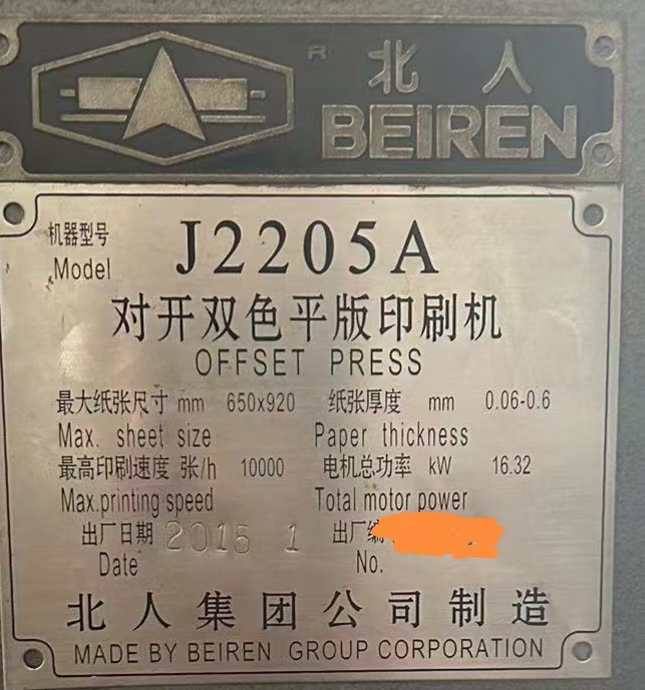 ® 北人
BEIREN
机器型号 J2205A
Model
对开双色平版印刷机
OFFSET PRESS
最大纸张尺寸 mm 650x920 纸张厚度 mm 0.06-0.6
Max. sheet size Paper thickness
最高印刷速度 张/h 10000 电机总功率 kW 16.32
Max.printing speed Total motor power
出厂日期 2015 1 出厂编
Date No.
北人集团公司制造
MADE BY BEIREN GROUP CORPORATION